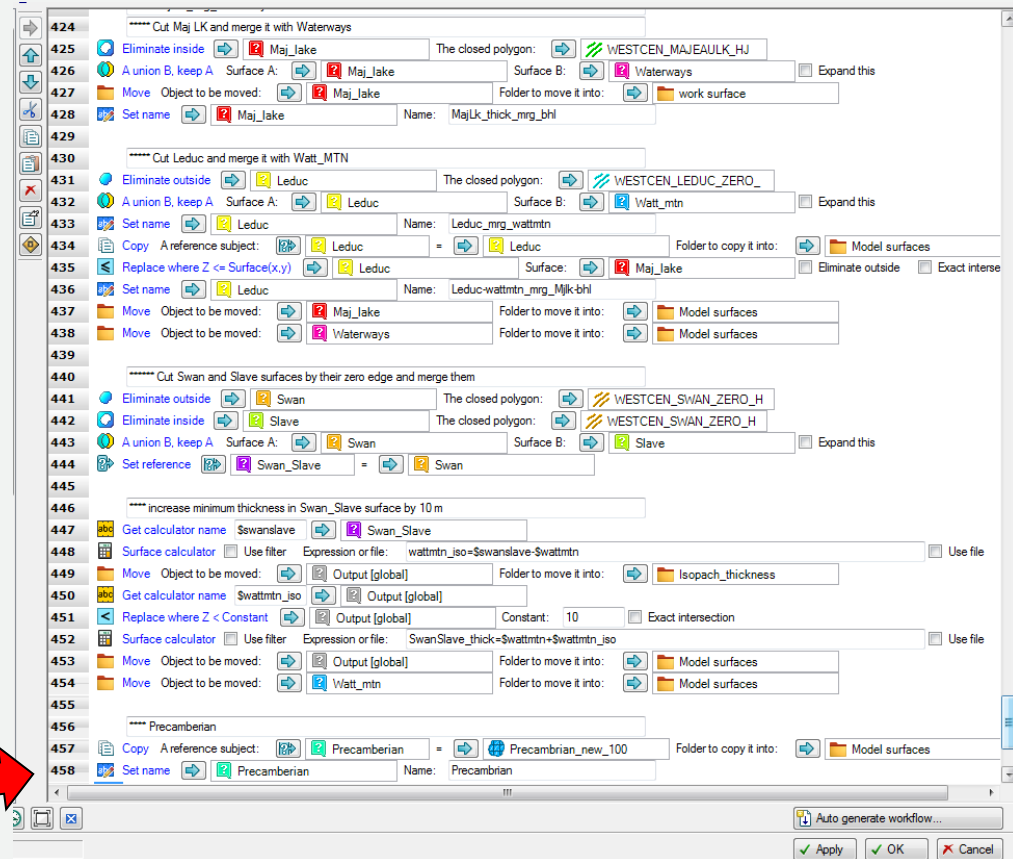 424 ***** Cut Maj LK and merge it with Waterways
425 Eliminate inside Maj_lake The closed polygon: WESTCEN_MAJEAULK_HJ
426 A union B, keep A Surface A: Maj_lake Surface B: Waterways Expand this
427 Move Object to be moved: Maj_lake Folder to move it into: work surface
428 Set name Maj_lake Name: MajLk_thick_mrg_bhl
429
430 ***** Cut Leduc and merge it with Watt_MTN
431 Eliminate outside Leduc The closed polygon: WESTCEN_LEDUC_ZERO_
432 A union B, keep A Surface A: Leduc Surface B: Watt_mtn Expand this
433 Set name Leduc Name: Leduc_mrg_wattmtn
434 Copy A reference subject: Leduc = Leduc Folder to copy it into: Model surfaces
435 Replace where Z <= Surface(x,y) Leduc Surface: Maj_lake Eliminate outside Exact interse
436 Set name Leduc Name: Leduc-wattmtn_mrg_Mjlk-bhl
437 Move Object to be moved: Maj_lake Folder to move it into: Model surfaces
438 Move Object to be moved: Waterways Folder to move it into: Model surfaces
439
440 ****** Cut Swan and Slave surfaces by their zero edge and merge them
441 Eliminate outside Swan The closed polygon: WESTCEN_SWAN_ZERO_H
442 Eliminate inside Slave The closed polygon: WESTCEN_SWAN_ZERO_H
443 A union B, keep A Surface A: Swan Surface B: Slave Expand this
444 Set reference Swan_Slave = Swan
445
446 **** increase minimum thickness in Swan_Slave surface by 10 m
447 abc Get calculator name $swanslave Swan_Slave
448 Surface calculator Use filter Expression or file: wattmtn_iso=$swanslave-$wattmtn Use file
449 Move Object to be moved: Output [global] Folder to move it into: Isopach_thickness
450 abc Get calculator name $wattmtn_iso Output [global]
451 Replace where Z < Constant Output [global] Constant: 10 Exact intersection
452 Surface calculator Use filter Expression or file: SwanSlave_thick=$wattmtn+$wattmtn_iso Use file
453 Move Object to be moved: Output [global] Folder to move it into: Model surfaces
454 Move Object to be moved: Watt_mtn Folder to move it into: Model surfaces
455
456 **** Precamberian
457 Copy A reference subject: Precamberian = Precambrian_new_100 Folder to copy it into: Model surfaces
458 Set name Precamberian Name: Precambrian
Auto generate workflow...
Apply OK Cancel